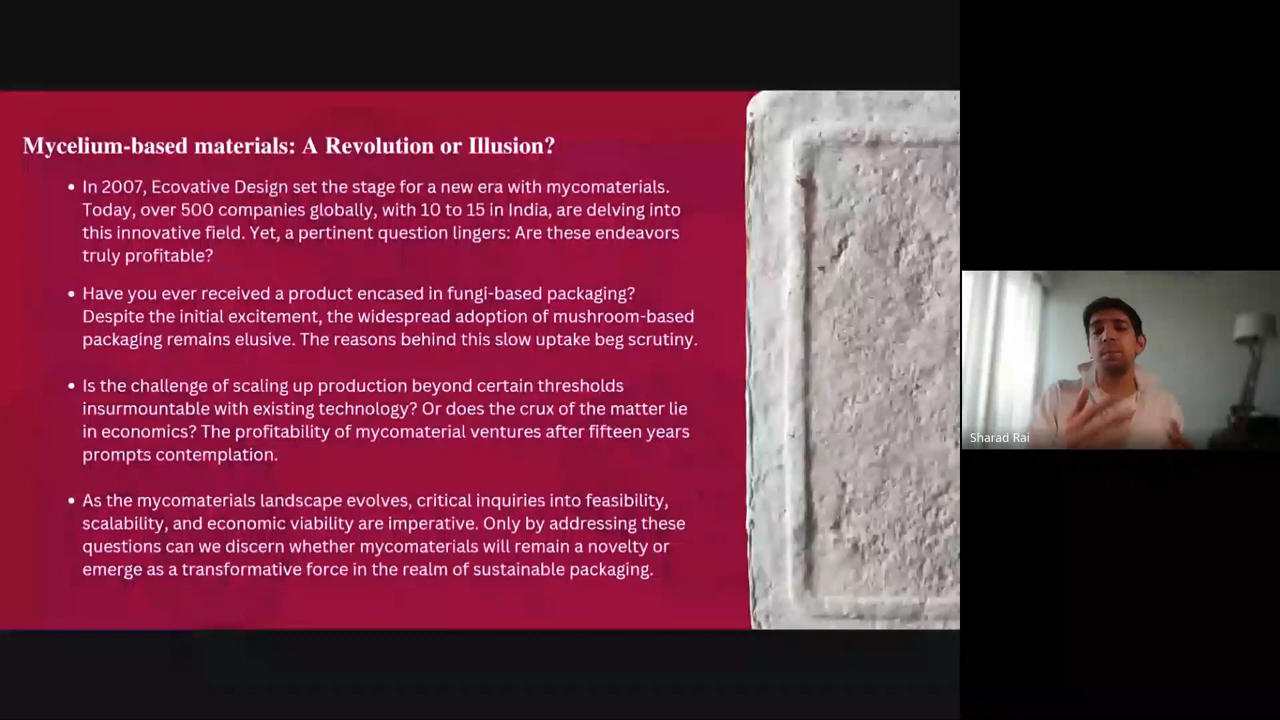 Mycelium-based materials: A Revolution or Illusion?
• In 2007, Ecovative Design set the stage for a new era with mycomaterials.
Today, over 500 companies globally, with 10 to 15 in India, are delving into
this innovative field. Yet, a pertinent question lingers: Are these endeavors
truly profitable?
• Have you ever received a product encased in fungi-based packaging?
Despite the initial excitement, the widespread adoption of mushroom-based
packaging remains elusive. The reasons behind this slow uptake beg scrutiny.
• Is the challenge of scaling up production beyond certain thresholds
insurmountable with existing technology? Or does the crux of the matter lie
in economics? The profitability of mycomaterial ventures after fifteen years
prompts contemplation.
• As the mycomaterials landscape evolves, critical inquiries into feasibility,
scalability, and economic viability are imperative. Only by addressing these
questions can we discern whether mycomaterials will remain a novelty or
emerge as a transformative force in the realm of sustainable packaging.
Sharad Rai